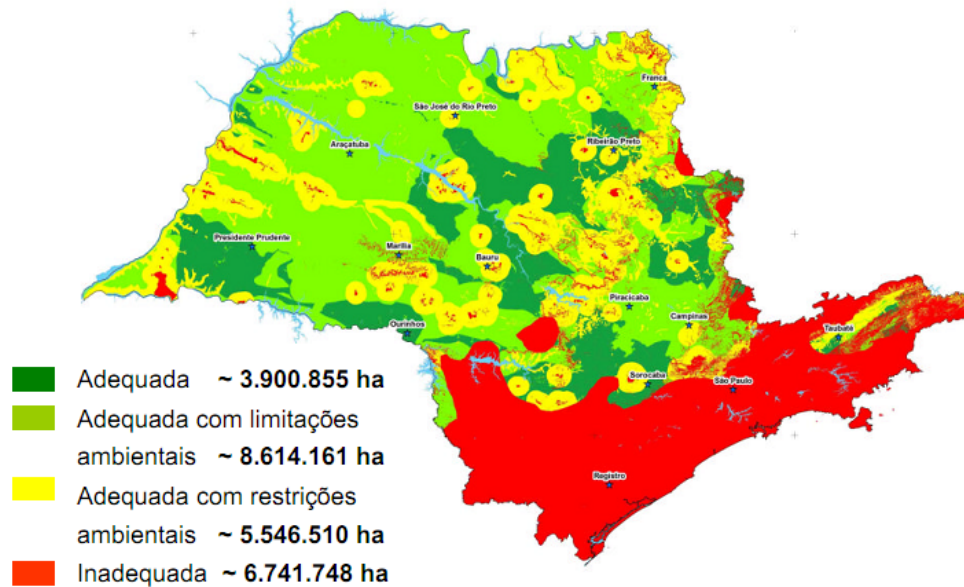 Franca
São José do Rio Preto
Ribeirão Preto
Araçatuba
Presidente Prudente
Marília
Bauru
Piracicaba
Campinas
Ourinhos
Taubaté
Sorocaba
São Paulo
Registro
Adequada ~ 3.900.855 ha
Adequada com limitações
ambientais ~ 8.614.161 ha
Adequada com restrições
ambientais ~ 5.546.510 ha
Inadequada ~ 6.741.748 ha